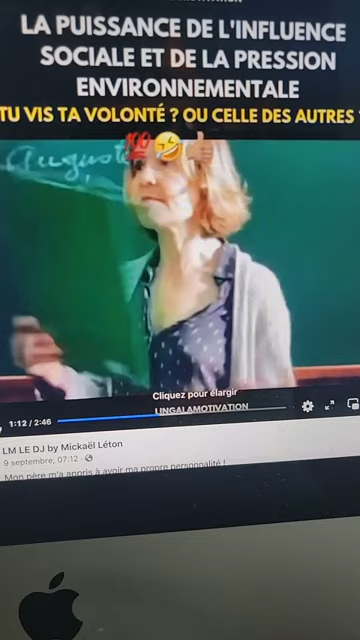 LA PUISSANCE DE L'INFLUENCE
SOCIALE ET DE LA PRESSION
ENVIRONNEMENTALE
TU VIS TA VOLONTÉ ? OU CELLE DES AUTRES ?
100
Auguste
Cliquez pour élargir
LINGALAMOTIVATION
1:12 / 2:46
LM LE DJ by Mickaël Léton
9 septembre, 07:12 ·
Mon père m'a appris à avoir ma propre personnalité !